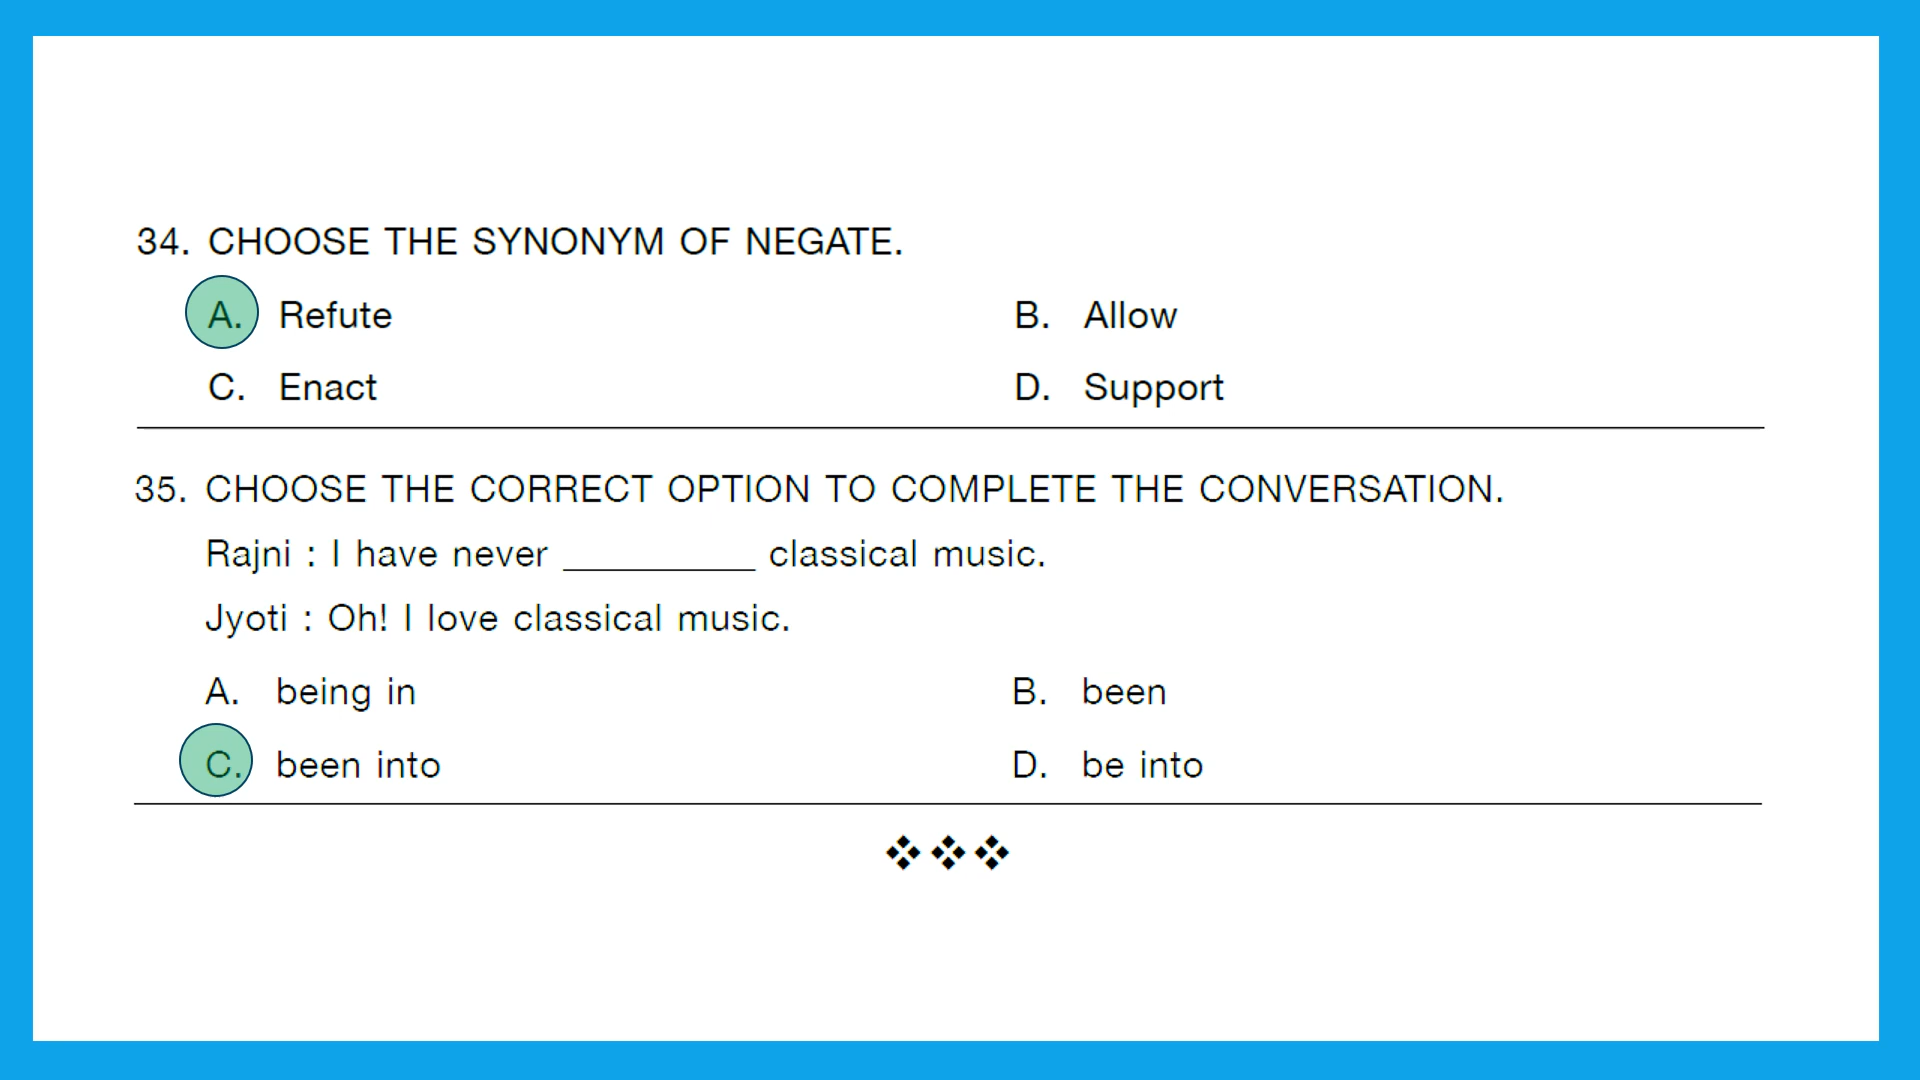 34. CHOOSE THE SYNONYM OF NEGATE.
A. Refute B. Allow
C. Enact D. Support
35. CHOOSE THE CORRECT OPTION TO COMPLETE THE CONVERSATION.
Rajni : I have never __________ classical music.
Jyoti : Oh! I love classical music.
A. being in B. been
C. been into D. be into